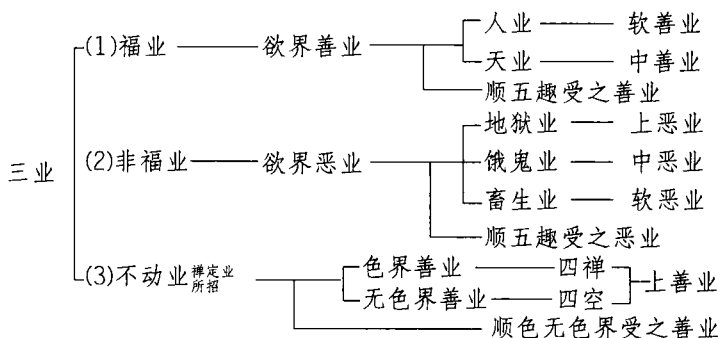 人业 软善业
(1)福业 欲界善业
天业 中善业
顺五趣受之善业
地狱业 上恶业
三业 (2)非福业 欲界恶业 饿鬼业 中恶业
畜生业 软恶业
顺五趣受之恶业
(3)不动业 禅定业所招 色界善业 四禅 上善业
无色界善业 四空
顺色无色界受之善业